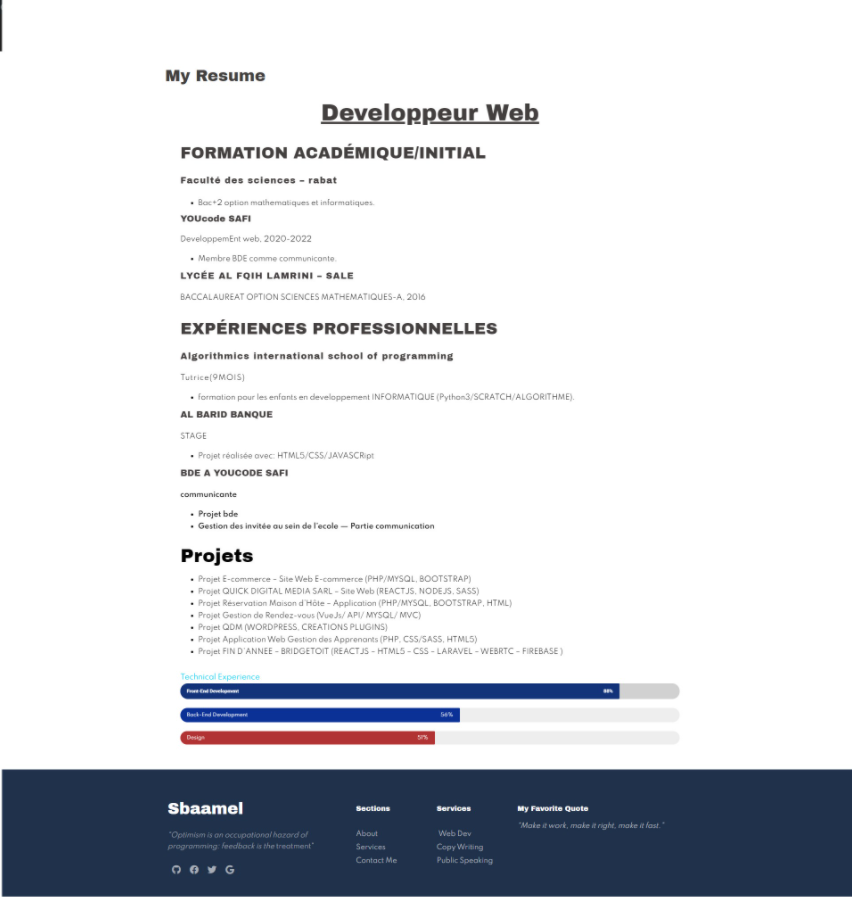 My Resume
Developpeur Web
FORMATION ACADÉMIQUE/INITIAL
Faculté des sciences – rabat
• Bac+2 option mathematiques et informatiques.
YOUcode SAFI
DeveloppemEnt web, 2020-2022
• Membre BDE comme communicante.
LYCÉE AL FQIH LAMRINI – SALE
BACCALAUREAT OPTION SCIENCES MATHEMATIQUES-A, 2016
EXPÉRIENCES PROFESSIONNELLES
Algorithmics international school of programming
Tutrice(9MOIS)
• formation pour les enfants en developpement INFORMATIQUE (Python3/SCRATCH/ALGORITHME).
AL BARID BANQUE
STAGE
• Projet réalisée avec: HTML5/CSS/JAVASCRipt
BDE A YOUCODE SAFI
communicante
• Projet bde
• Gestion des invitée au sein de l'ecole — Partie communication
Projets
• Projet E-commerce – Site Web E-commerce (PHP/MYSQL, BOOTSTRAP)
• Projet QUICK DIGITAL MEDIA SARL – Site Web (REACTJS, NODEJS, SASS)
• Projet Réservation Maison d'Hôte – Application (PHP/MYSQL, BOOTSTRAP, HTML)
• Projet Gestion de Rendez-vous (VueJs/ API/ MYSQL/ MVC)
• Projet QDM (WORDPRESS, CREATIONS PLUGINS)
• Projet Application Web Gestion des Apprenants (PHP, CSS/SASS, HTML5)
• Projet FIN D'ANNEE – BRIDGETOIT (REACTJS – HTML5 – CSS – LARAVEL – WEBRTC – FIREBASE )
Technical Experience
Front-End Development 88%
Back-End Development 56%
Design 51%
Sbaamel
"Optimism is an occupational hazard of
programming: feedback is the treatment"
Sections
About
Services
Contact Me
Services
Web Dev
Copy Writing
Public Speaking
My Favorite Quote
"Make it work, make it right, make it fast."